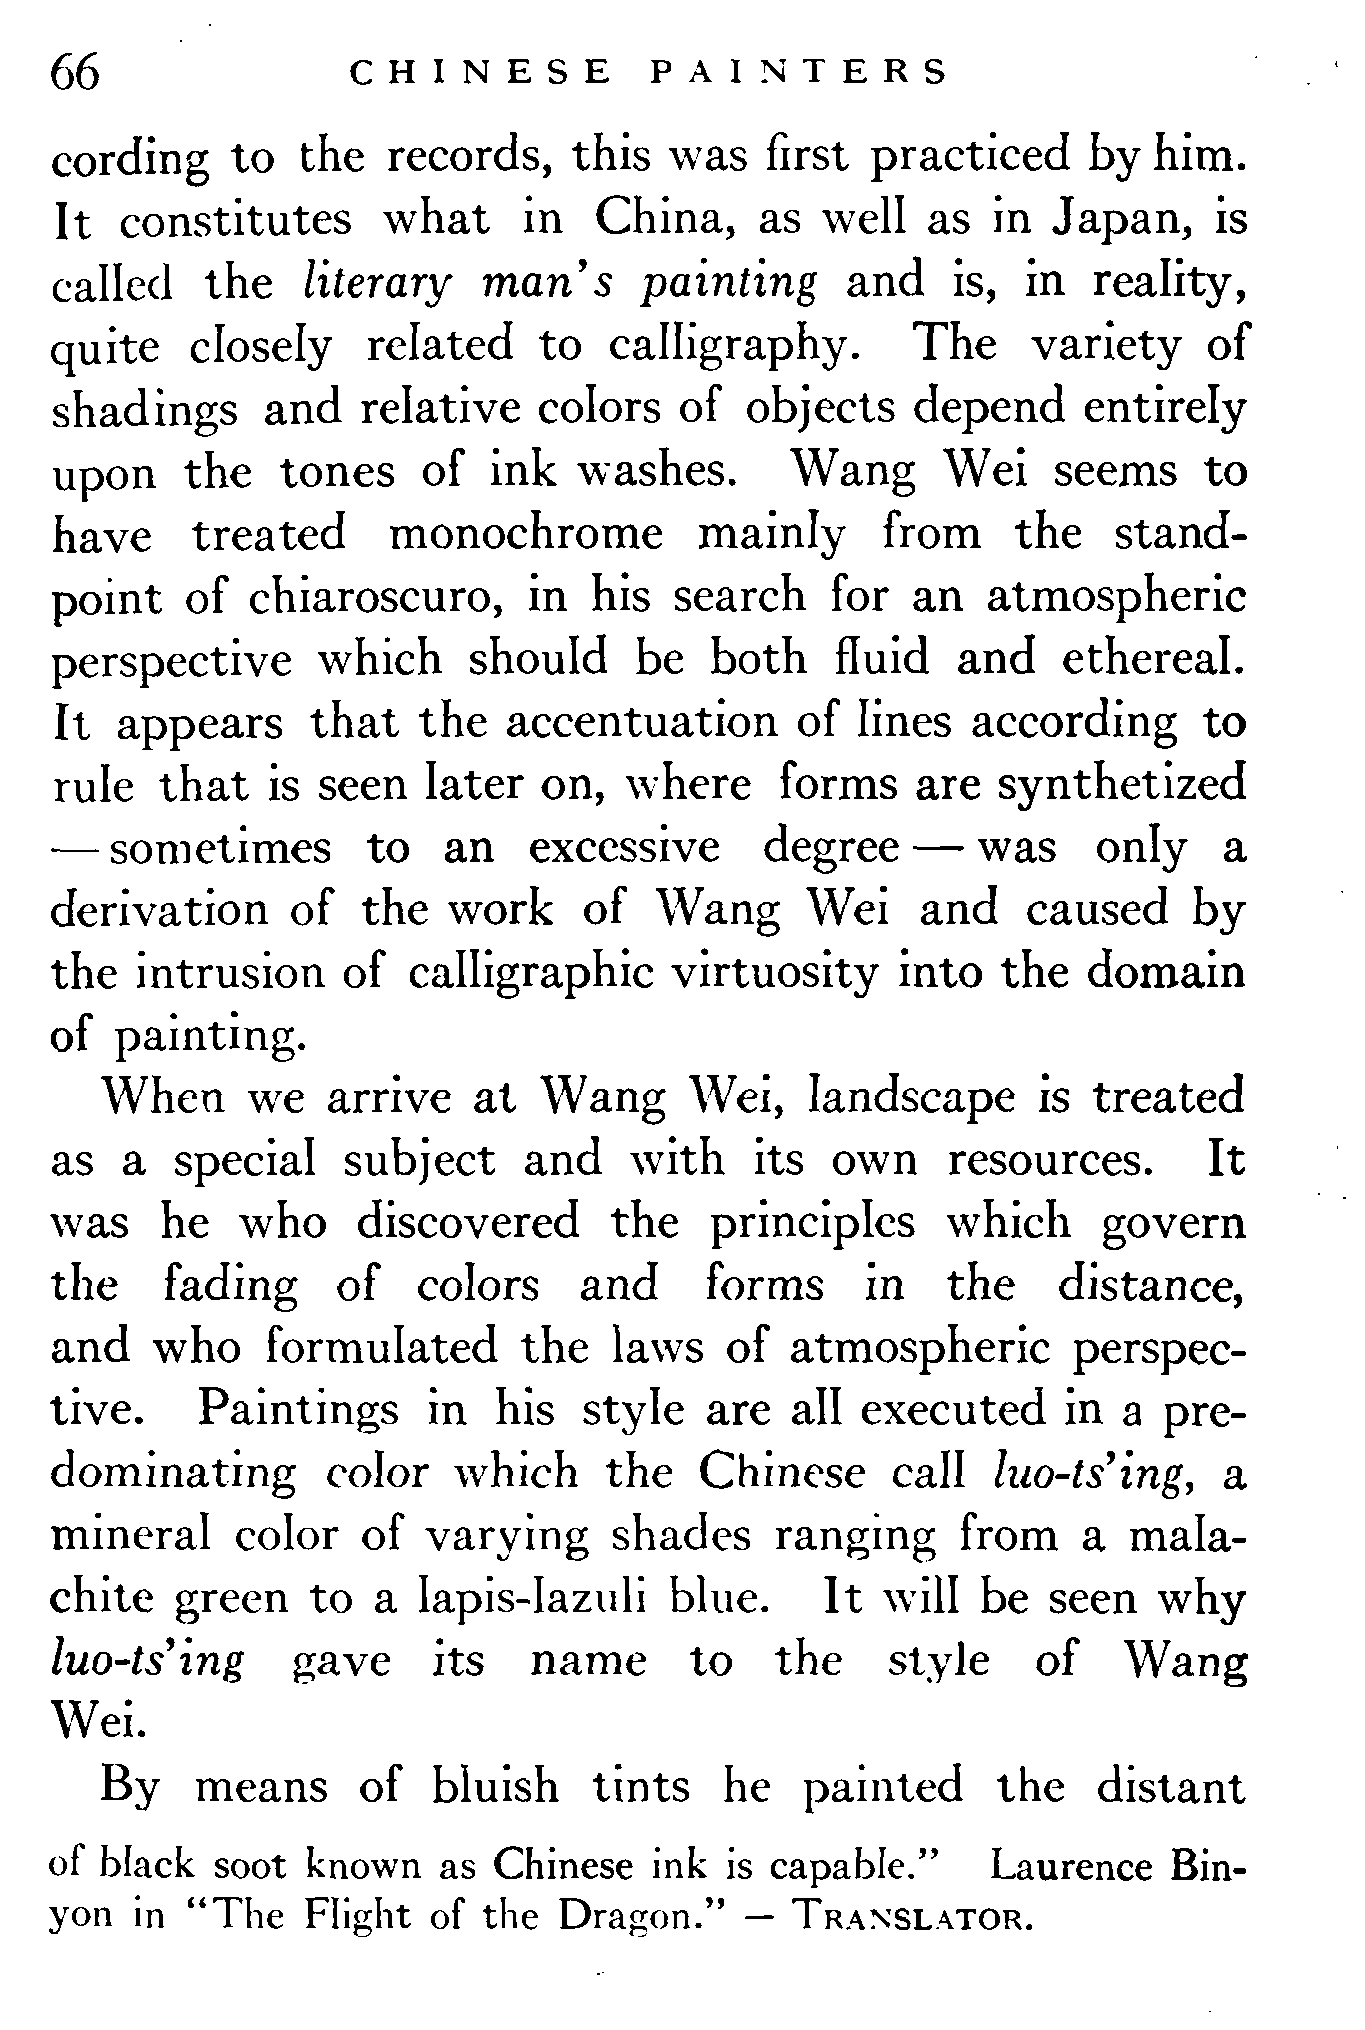 66 CHINESE PAINTERS
cording to the records, this was first practiced by him.
It constitutes what in China, as well as in Japan, is
called the literary man's painting and is, in reality,
quite closely related to calligraphy. The variety of
shadings and relative colors of objects depend entirely
upon the tones of ink washes. Wang Wei seems to
have treated monochrome mainly from the stand-
point of chiaroscuro, in his search for an atmospheric
perspective which should be both fluid and ethereal.
It appears that the accentuation of lines according to
rule that is seen later on, where forms are synthetized
— sometimes to an excessive degree — was only a
derivation of the work of Wang Wei and caused by
the intrusion of calligraphic virtuosity into the domain
of painting.
When we arrive at Wang Wei, landscape is treated
as a special subject and with its own resources. It
was he who discovered the principles which govern
the fading of colors and forms in the distance,
and who formulated the laws of atmospheric perspec-
tive. Paintings in his style are all executed in a pre-
dominating color which the Chinese call luo-ts'ing, a
mineral color of varying shades ranging from a mala-
chite green to a lapis-lazuli blue. It will be seen why
luo-ts'ing gave its name to the style of Wang
Wei.
By means of bluish tints he painted the distant
of black soot known as Chinese ink is capable." Laurence Bin-
yon in "The Flight of the Dragon." — TRANSLATOR.